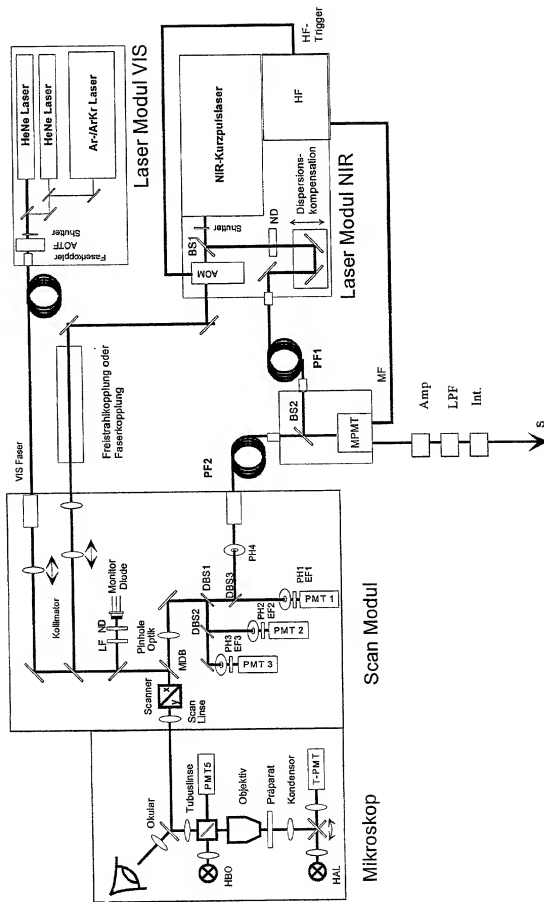 HeNe Laser
HeNe Laser
Ar-/ArKr Laser
Shutter
AOTF
Faserkoppler
Laser Modul VIS
HF-
Trigger
NIR-Kurzpulslaser
HF
Shutter
BS1
AOM
ND
Dispersions-
kompensation
Laser Modul NIR
VIS Faser
Freistrahlkopplung oder
Faserkopplung
PF1
MF
PF2
BS2
MPMT
Amp
LPF
Int.
S
Kollimator
Monitor
Diode
LF
ND
Pinhole
Optik
MDB
Scanner
x
y
Scan
Linse
PH4
DBS1
DBS3
DBS2
PH1
EF1
PMT 1
PH2
EF2
PMT 2
PH3
EF3
PMT 3
Scan Modul
Okular
Tubuslinse
PMT5
HBO
Objektiv
Präparat
Kondensor
T-PMT
HAL
Mikroskop